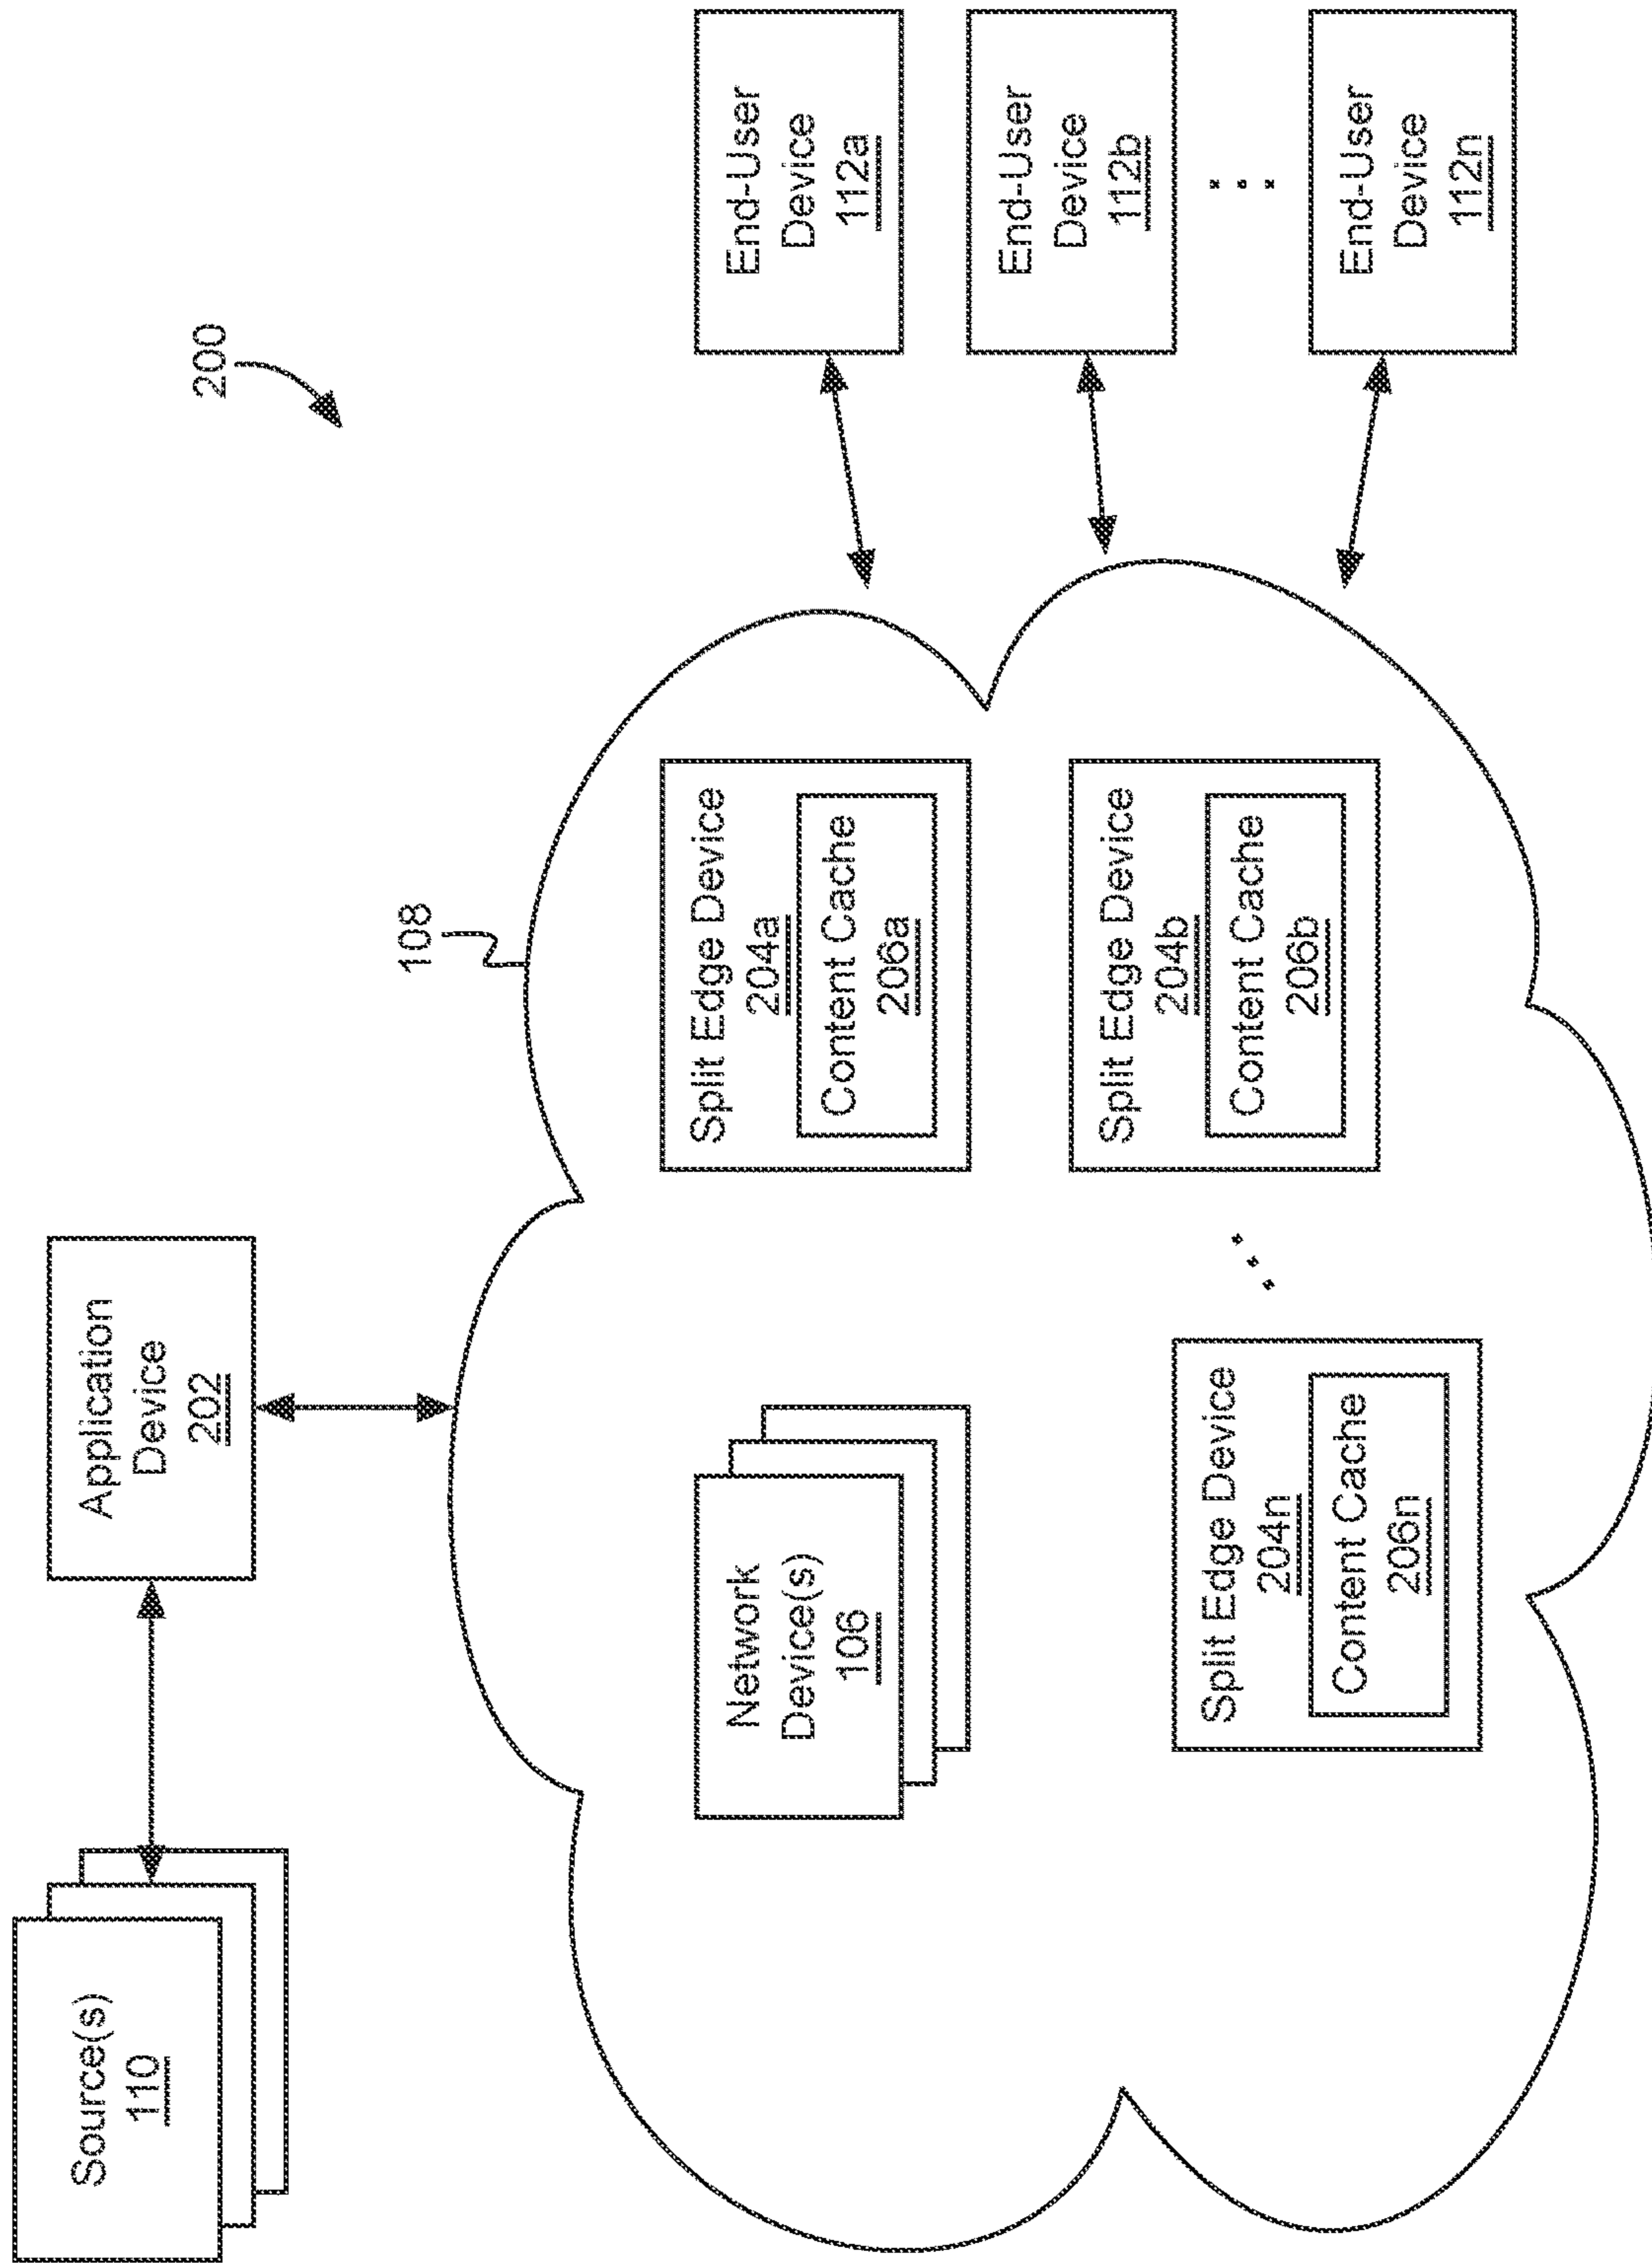 200
Source(s)
110
Application
Device
202
108
Network
Device(s)
106
Split Edge Device
204a
Content Cache
206a
Split Edge Device
204b
Content Cache
206b
Split Edge Device
204n
Content Cache
206n
End-User
Device
112a
End-User
Device
112b
End-User
Device
112n